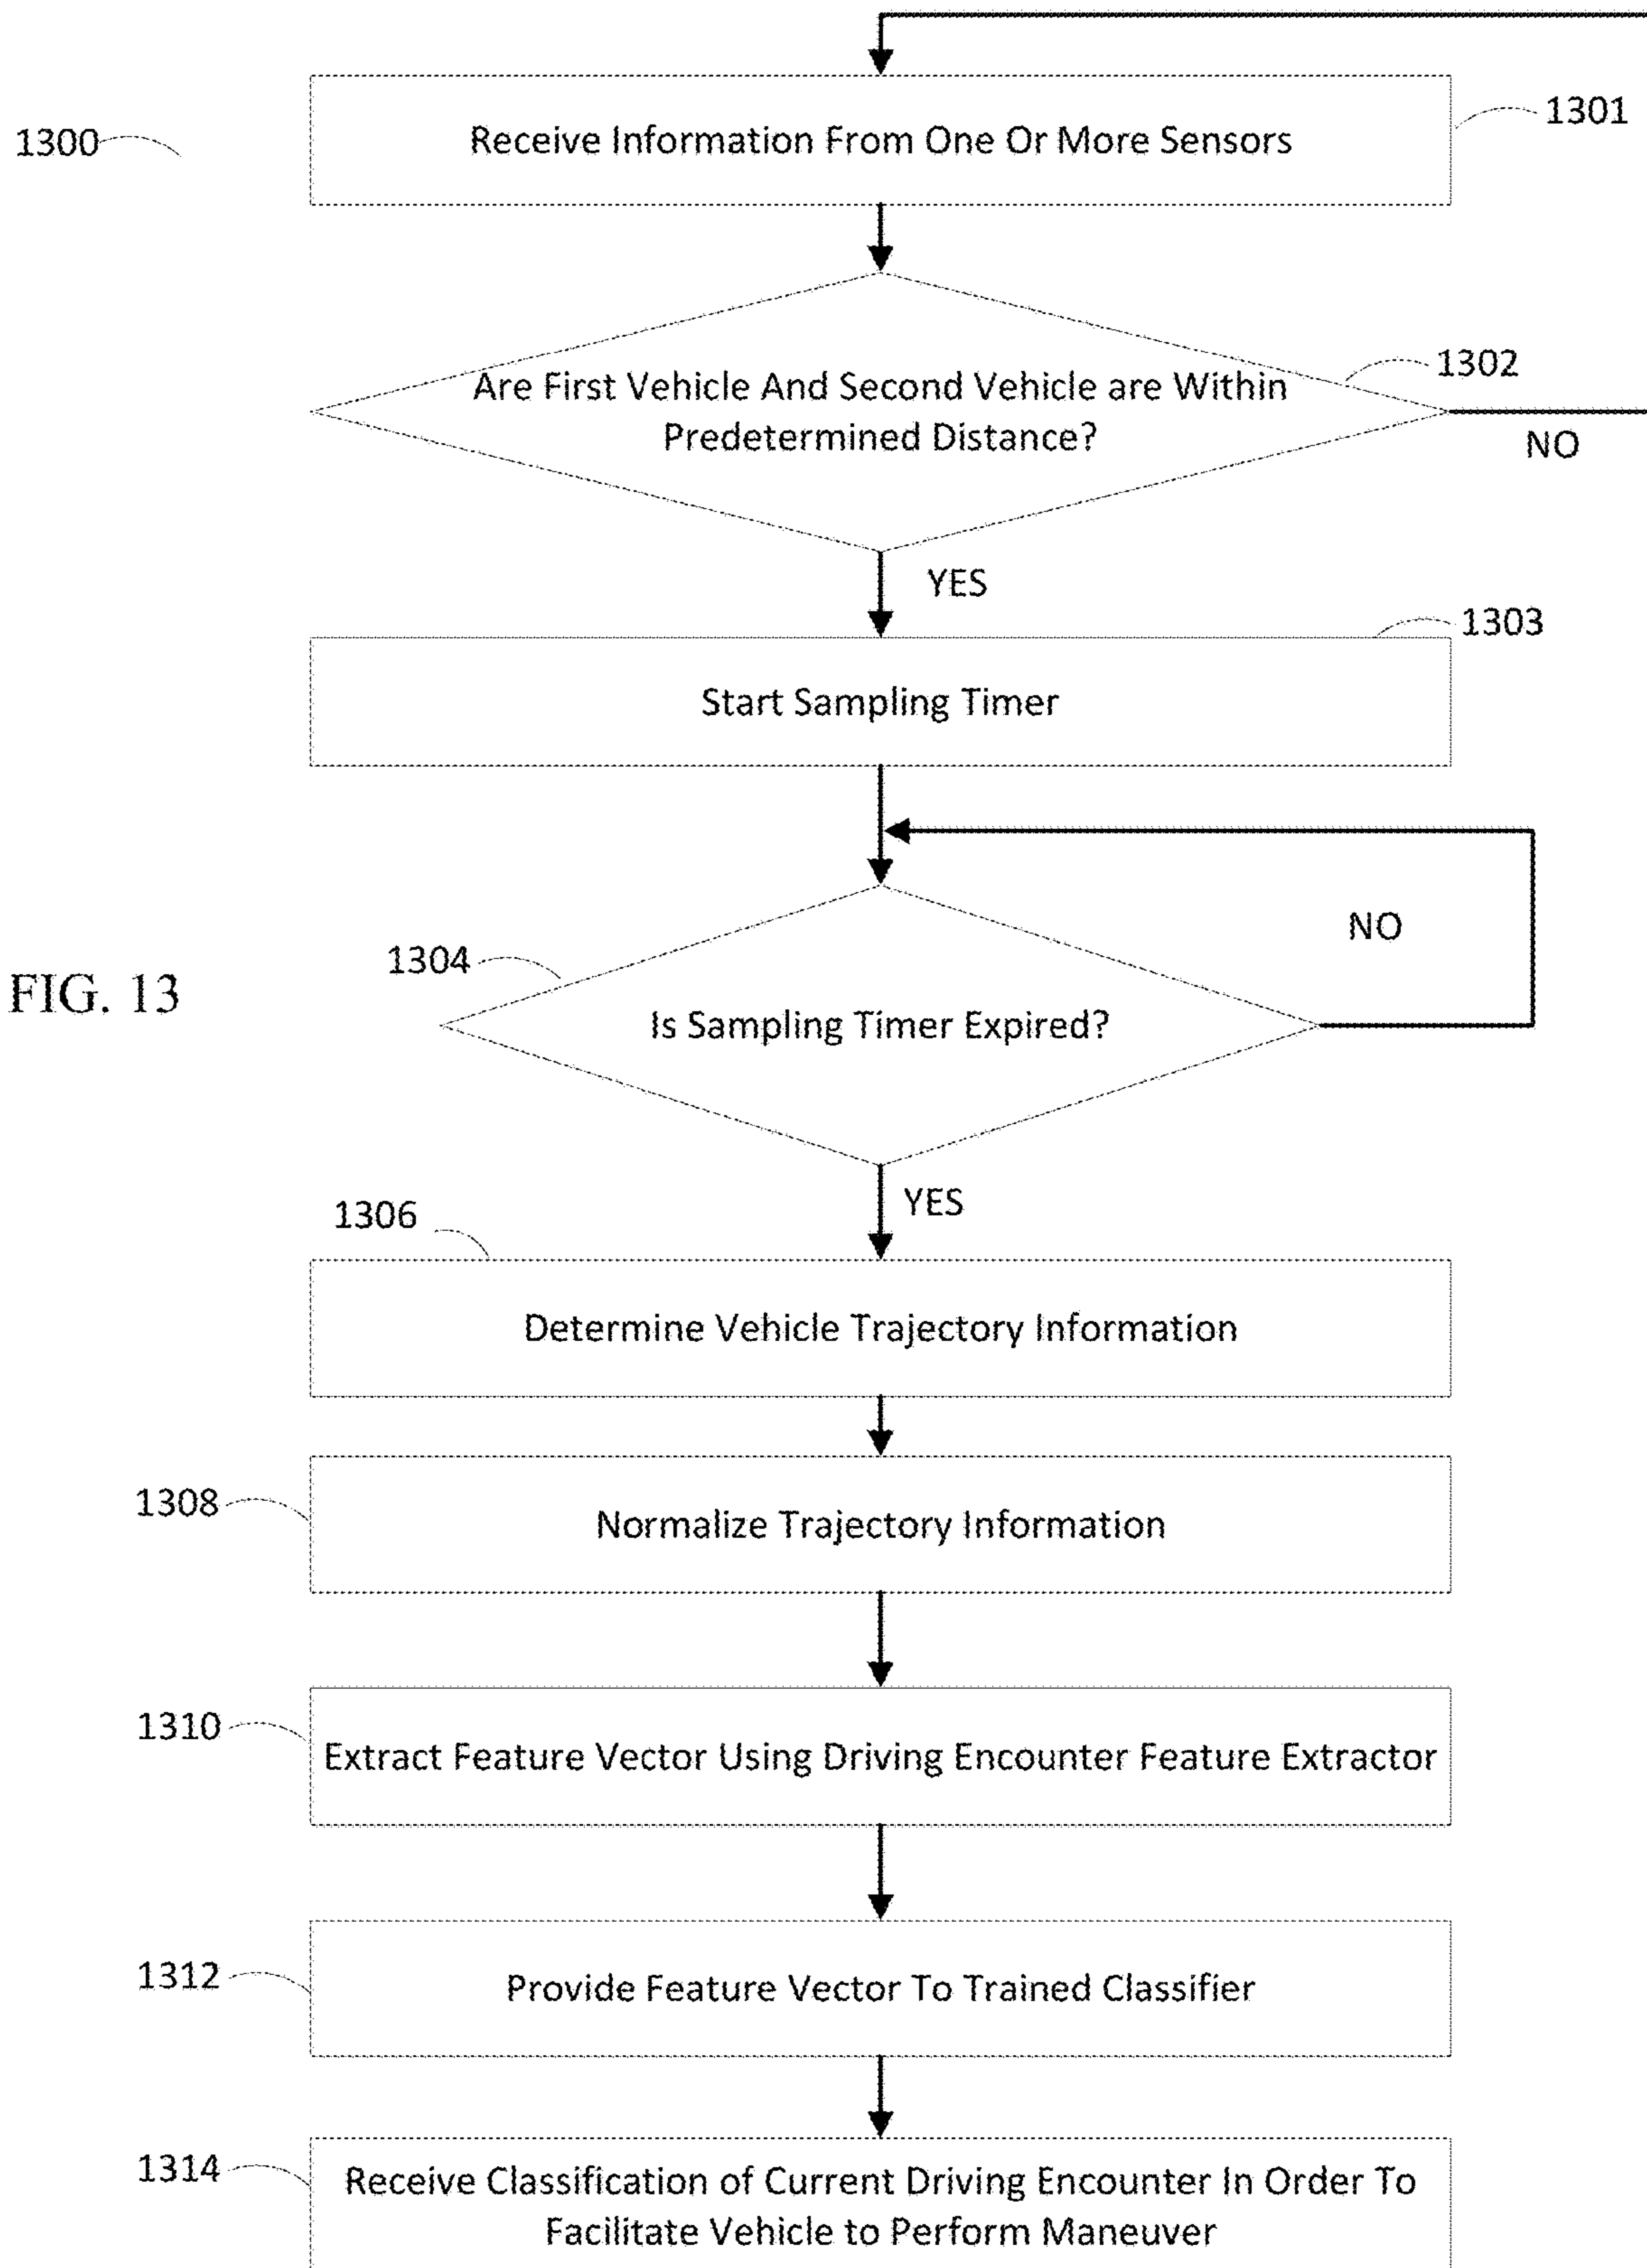 1300
Receive Information From One Or More Sensors
1301
Are First Vehicle And Second Vehicle are Within
Predetermined Distance?
1302
NO
YES
1303
Start Sampling Timer
NO
1304
FIG. 13
Is Sampling Timer Expired?
YES
1306
Determine Vehicle Trajectory Information
1308
Normalize Trajectory Information
1310
Extract Feature Vector Using Driving Encounter Feature Extractor
1312
Provide Feature Vector To Trained Classifier
1314
Receive Classification of Current Driving Encounter In Order To
Facilitate Vehicle to Perform Maneuver